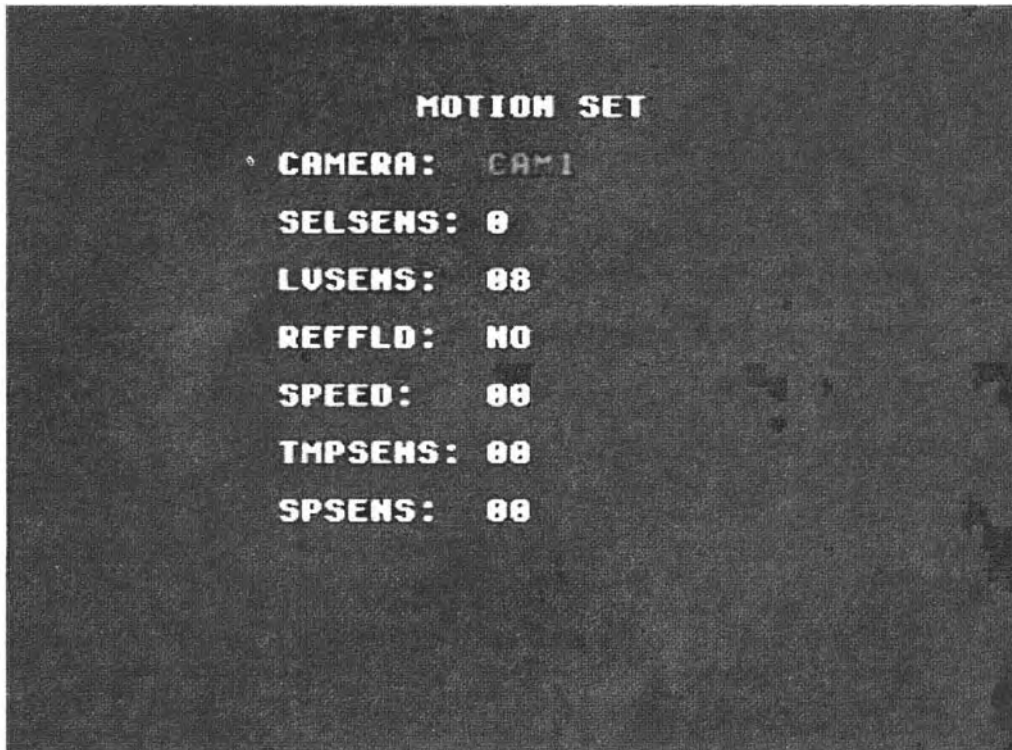 MOTION SET
CAMERA: CAM1
SELSENS: 0
LVSENS: 08
REFFLD: NO
SPEED: 00
TMPSENS: 00
SPSENS: 00